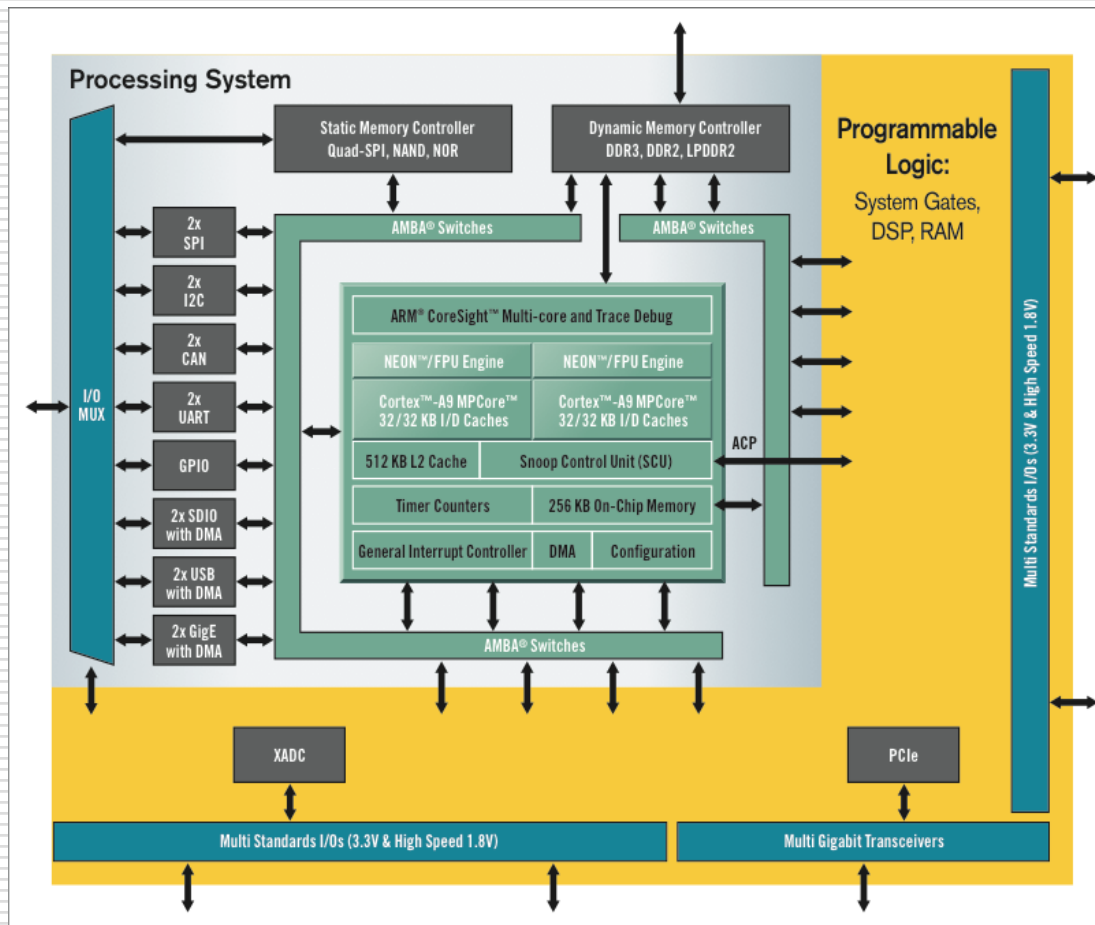 Processing System
Static Memory Controller
Quad-SPI, NAND, NOR
Dynamic Memory Controller
DDR3, DDR2, LPDDR2
Programmable
Logic:
System Gates,
DSP, RAM
AMBA® Switches
AMBA® Switches
2x
SPI
2x
I2C
2x
CAN
2x
UART
GPIO
2x SDIO
with DMA
2x USB
with DMA
2x GigE
with DMA
I/O
MUX
ARM® CoreSight™ Multi-core and Trace Debug
NEON™/FPU Engine
NEON™/FPU Engine
Cortex™-A9 MPCore™
32/32 KB I/D Caches
Cortex™-A9 MPCore™
32/32 KB I/D Caches
512 KB L2 Cache
Snoop Control Unit (SCU)
ACP
Timer Counters
256 KB On-Chip Memory
General Interrupt Controller
DMA
Configuration
AMBA® Switches
Multi Standards I/Os (3.3V & High Speed 1.8V)
XADC
PCIe
Multi Standards I/Os (3.3V & High Speed 1.8V)
Multi Gigabit Transceivers